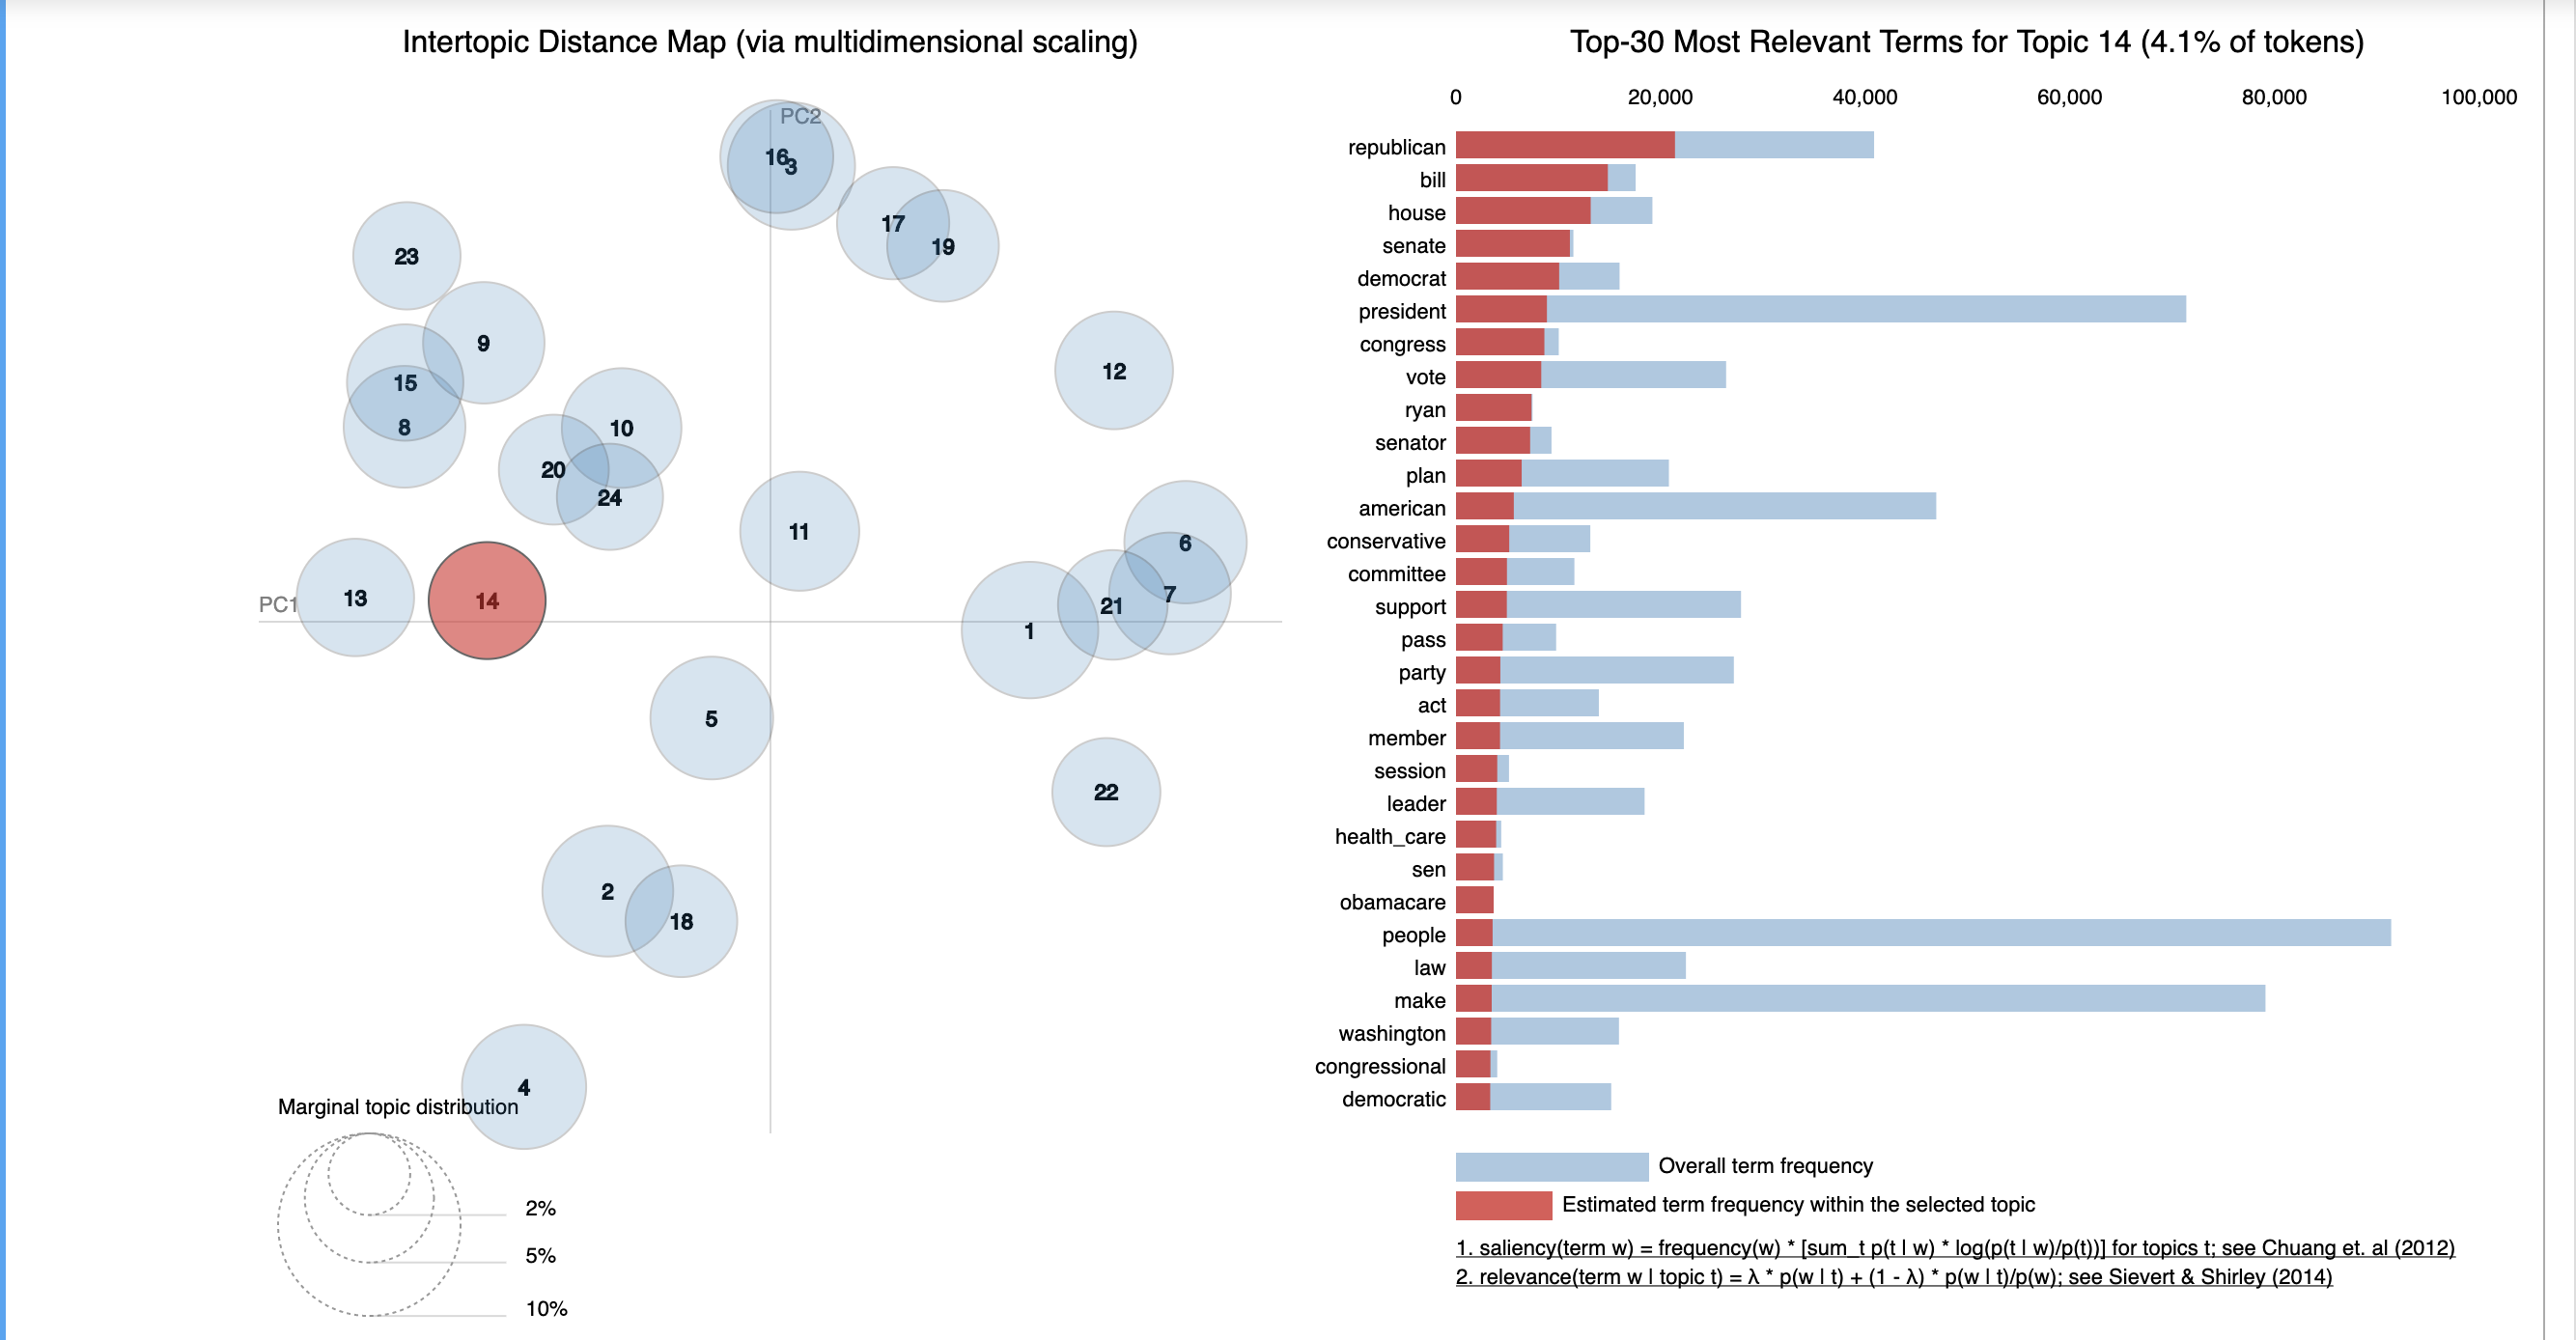 Intertopic Distance Map (via multidimensional scaling)
PC2
16
3
17
19
23
9
12
15
8
10
20
24
11
6
13
14
PC1
7
21
1
5
22
2
18
4
Marginal topic distribution
2%
5%
10%
Top-30 Most Relevant Terms for Topic 14 (4.1% of tokens)
0 20,000 40,000 60,000 80,000 100,000
republican
bill
house
senate
democrat
president
congress
vote
ryan
senator
plan
american
conservative
committee
support
pass
party
act
member
session
leader
health_care
sen
obamacare
people
law
make
washington
congressional
democratic
Overall term frequency
Estimated term frequency within the selected topic
1. saliency(term w) = frequency(w) * [sum_t p(t | w) * log(p(t | w)/p(t))] for topics t; see Chuang et. al (2012)
2. relevance(term w | topic t) = λ * p(w | t) + (1 - λ) * p(w | t)/p(w); see Sievert & Shirley (2014)